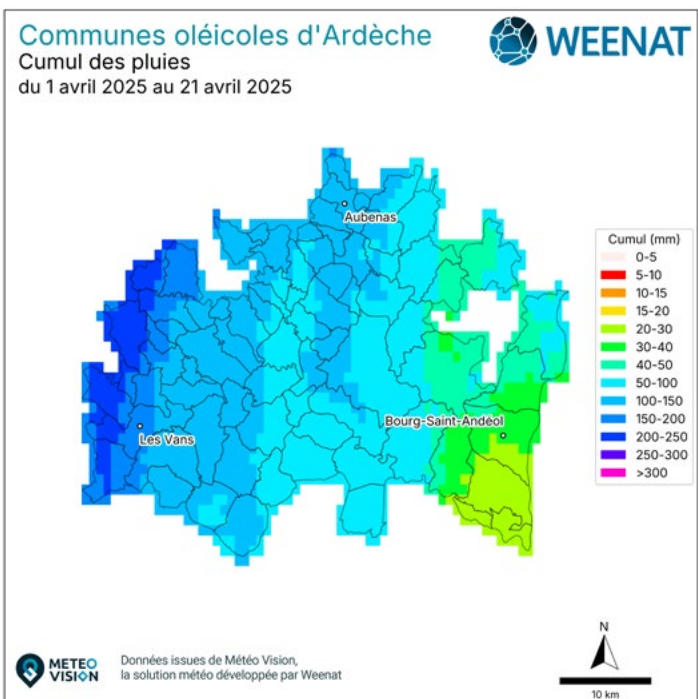 Communes oléicoles d'Ardèche
Cumul des pluies
du 1 avril 2025 au 21 avril 2025
WEENAT
Aubenas
Cumul (mm)
0-5
5-10
10-15
15-20
20-30
30-40
40-50
50-100
100-150
150-200
200-250
250-300
>300
Bourg-Saint-Andéol
Les Vans
N
10 km
METEO
VISION
Données issues de Météo Vision,
la solution météo développée par Weenat